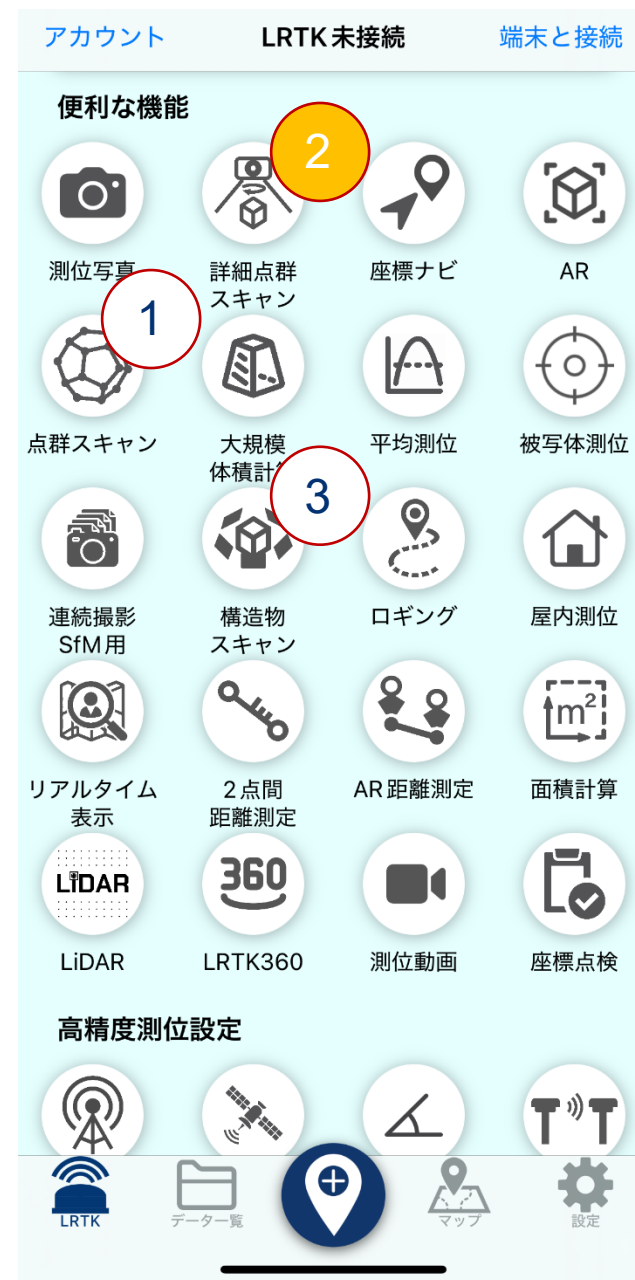 アカウント
LRTK未接続
端末と接続
便利な機能
2
測位写真
詳細点群
スキャン
座標ナビ
AR
1
点群スキャン
大規模
体積計算
平均測位
被写体測位
3
連続撮影
SfM用
構造物
スキャン
ロギング
屋内測位
m²
リアルタイム
表示
2点間
距離測定
AR距離測定
面積計算
LiDAR
360
LiDAR
LRTK360
測位動画
座標点検
高精度測位設定
LRTK
データ一覧
マップ
設定